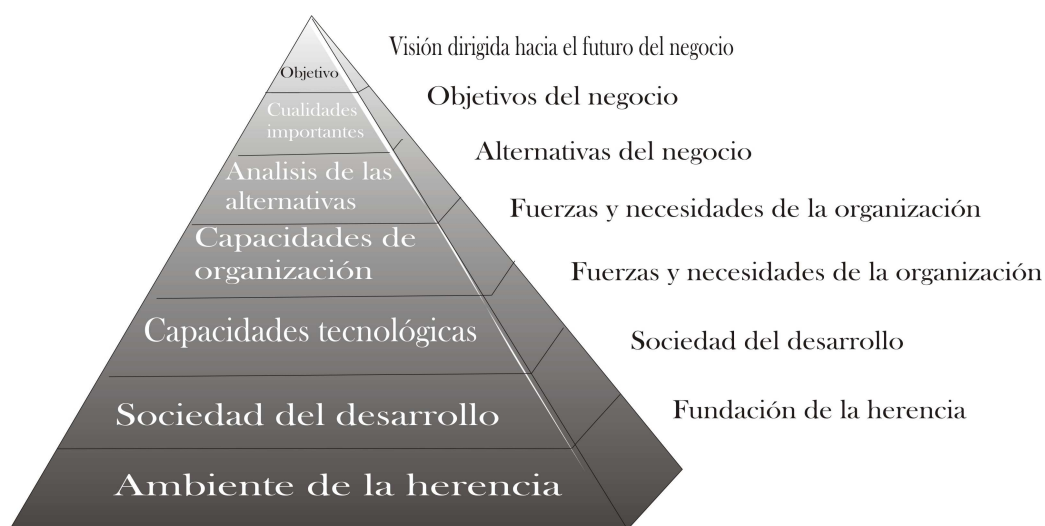 Visión dirigida hacia el futuro del negocio
Objetivo
Objetivos del negocio
Cualidades
importantes
Alternativas del negocio
Analisis de las
alternativas
Fuerzas y necesidades de la organización
Capacidades de
organización
Fuerzas y necesidades de la organización
Capacidades tecnológicas
Sociedad del desarrollo
Sociedad del desarrollo
Fundación de la herencia
Ambiente de la herencia